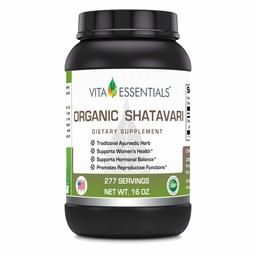 VITA ESSENTIALS®
ORGANIC SHATAVARI
DIETARY SUPPLEMENT
Traditional Ayurvedic Herb
Supports Women's Health*
Supports Hormonal Balance*
Promotes Reproductive Functions*
277 SERVINGS
NET WT. 16 OZ